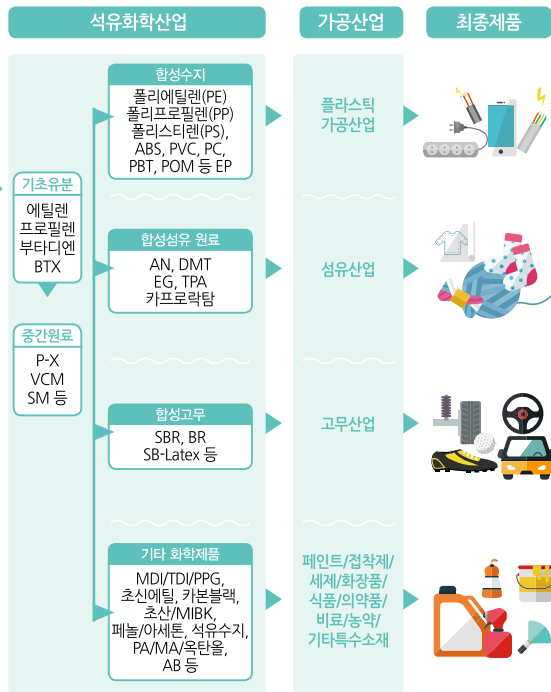 석유화학산업
가공산업
최종제품
기초유분
에틸렌
프로필렌
부타디엔
BTX
중간원료
P-X
VCM
SM 등
합성수지
폴리에틸렌(PE)
폴리프로필렌(PP)
폴리스티렌(PS),
ABS, PVC, PC,
PBT, POM 등 EP
플라스틱
가공산업
합성섬유 원료
AN, DMT
EG, TPA
카프로락탐
섬유산업
합성고무
SBR, BR
SB-Latex 등
고무산업
기타 화학제품
MDI/TDI/PPG,
초신에틸, 카본블랙,
초산/MIBK,
페놀/아세톤, 석유수지,
PA/MA/옥탄올,
AB 등
페인트/접착제/
세제/화장품/
식품/의약품/
비료/농약/
기타특수소재